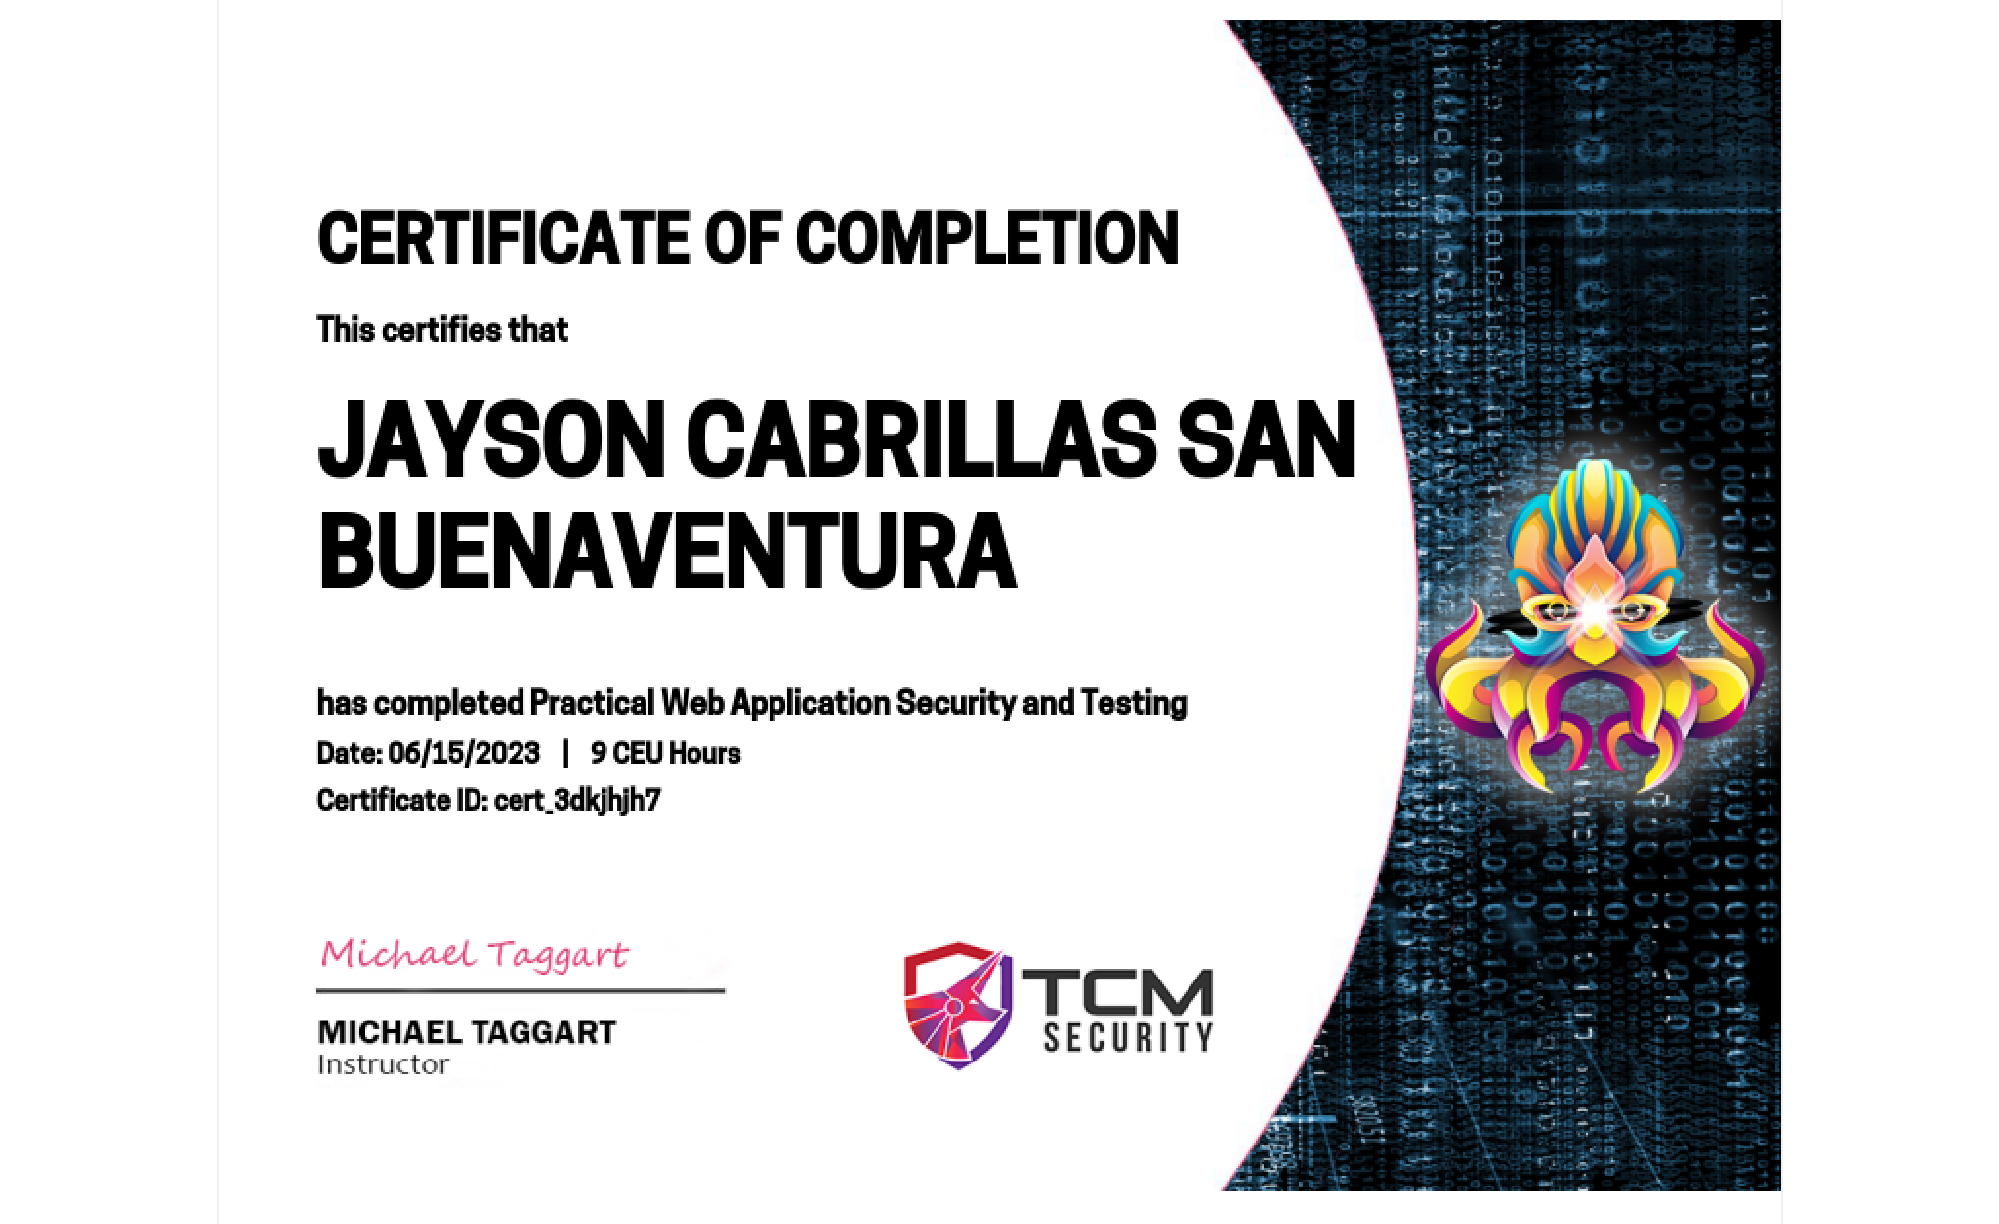 CERTIFICATE OF COMPLETION
This certifies that
JAYSON CABRILLAS SAN
BUENAVENTURA
has completed Practical Web Application Security and Testing
Date: 06/15/2023 | 9 CEU Hours
Certificate ID: cert_3dkjhjh7
Michael Taggart
MICHAEL TAGGART
Instructor
TCM
SECURITY